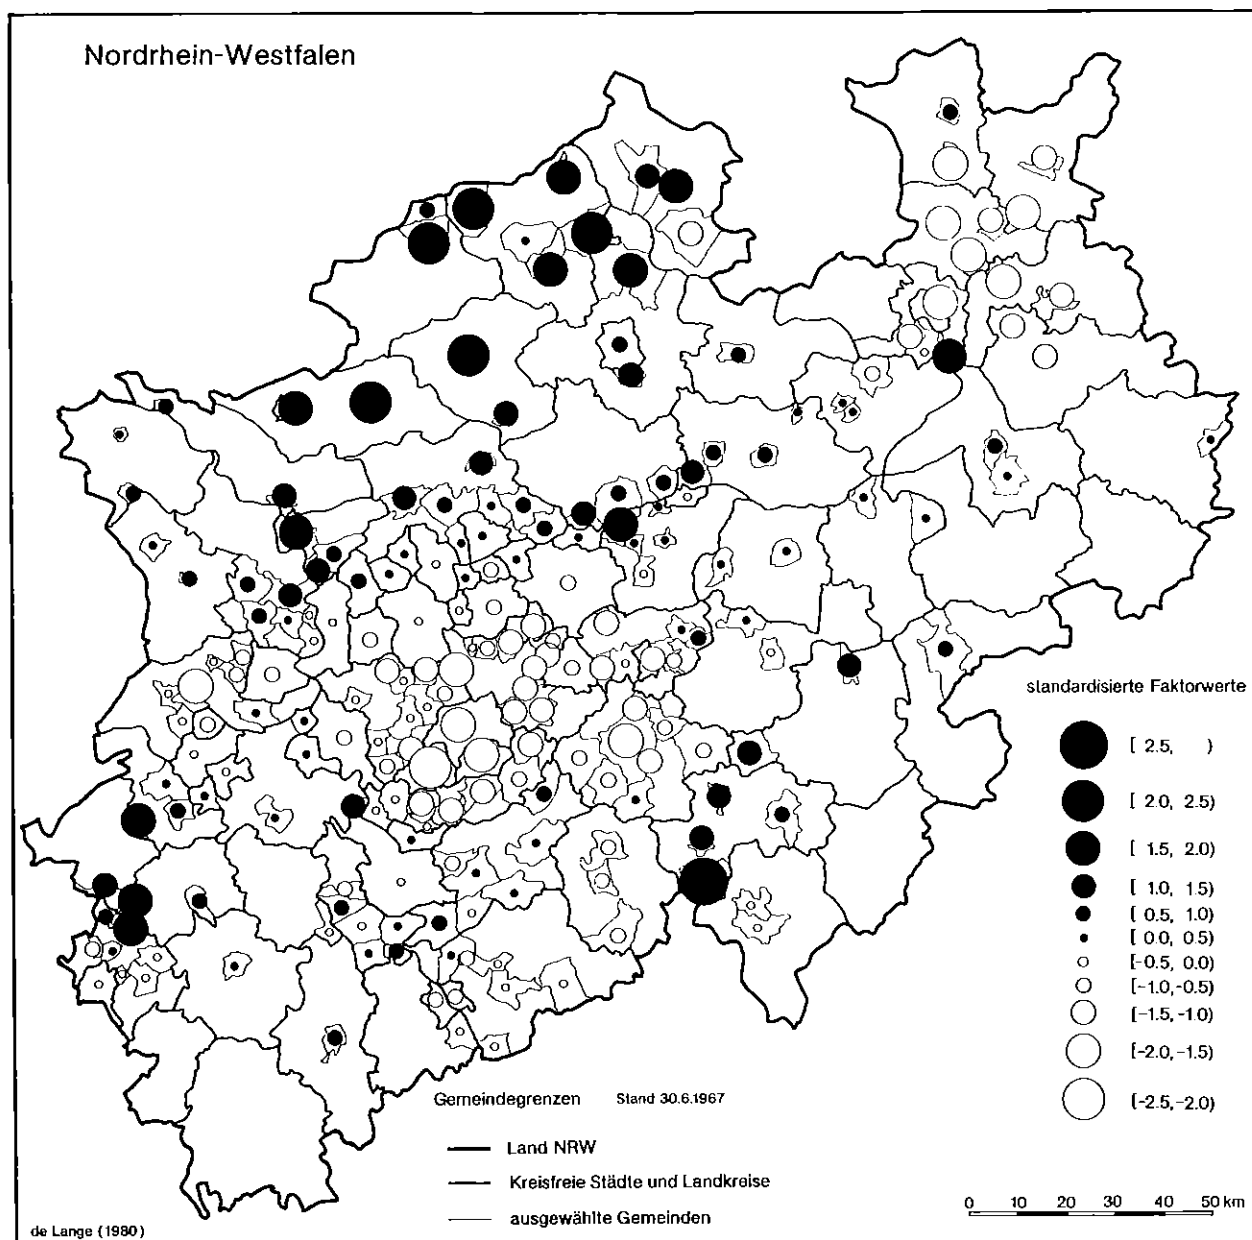 Nordrhein-Westfalen
standardisierte Faktorwerte
[ 2.5, )
[ 2.0, 2.5)
[ 1.5, 2.0)
[ 1.0, 1.5)
[ 0.5, 1.0)
[ 0.0, 0.5)
[-0.5, 0.0)
[-1.0,-0.5)
[-1.5,-1.0)
[-2.0,-1.5)
[-2.5,-2.0)
Gemeindegrenzen Stand 30.6.1967
Land NRW
Kreisfreie Städte und Landkreise
ausgewählte Gemeinden
0 10 20 30 40 50 km
de Lange (1980)